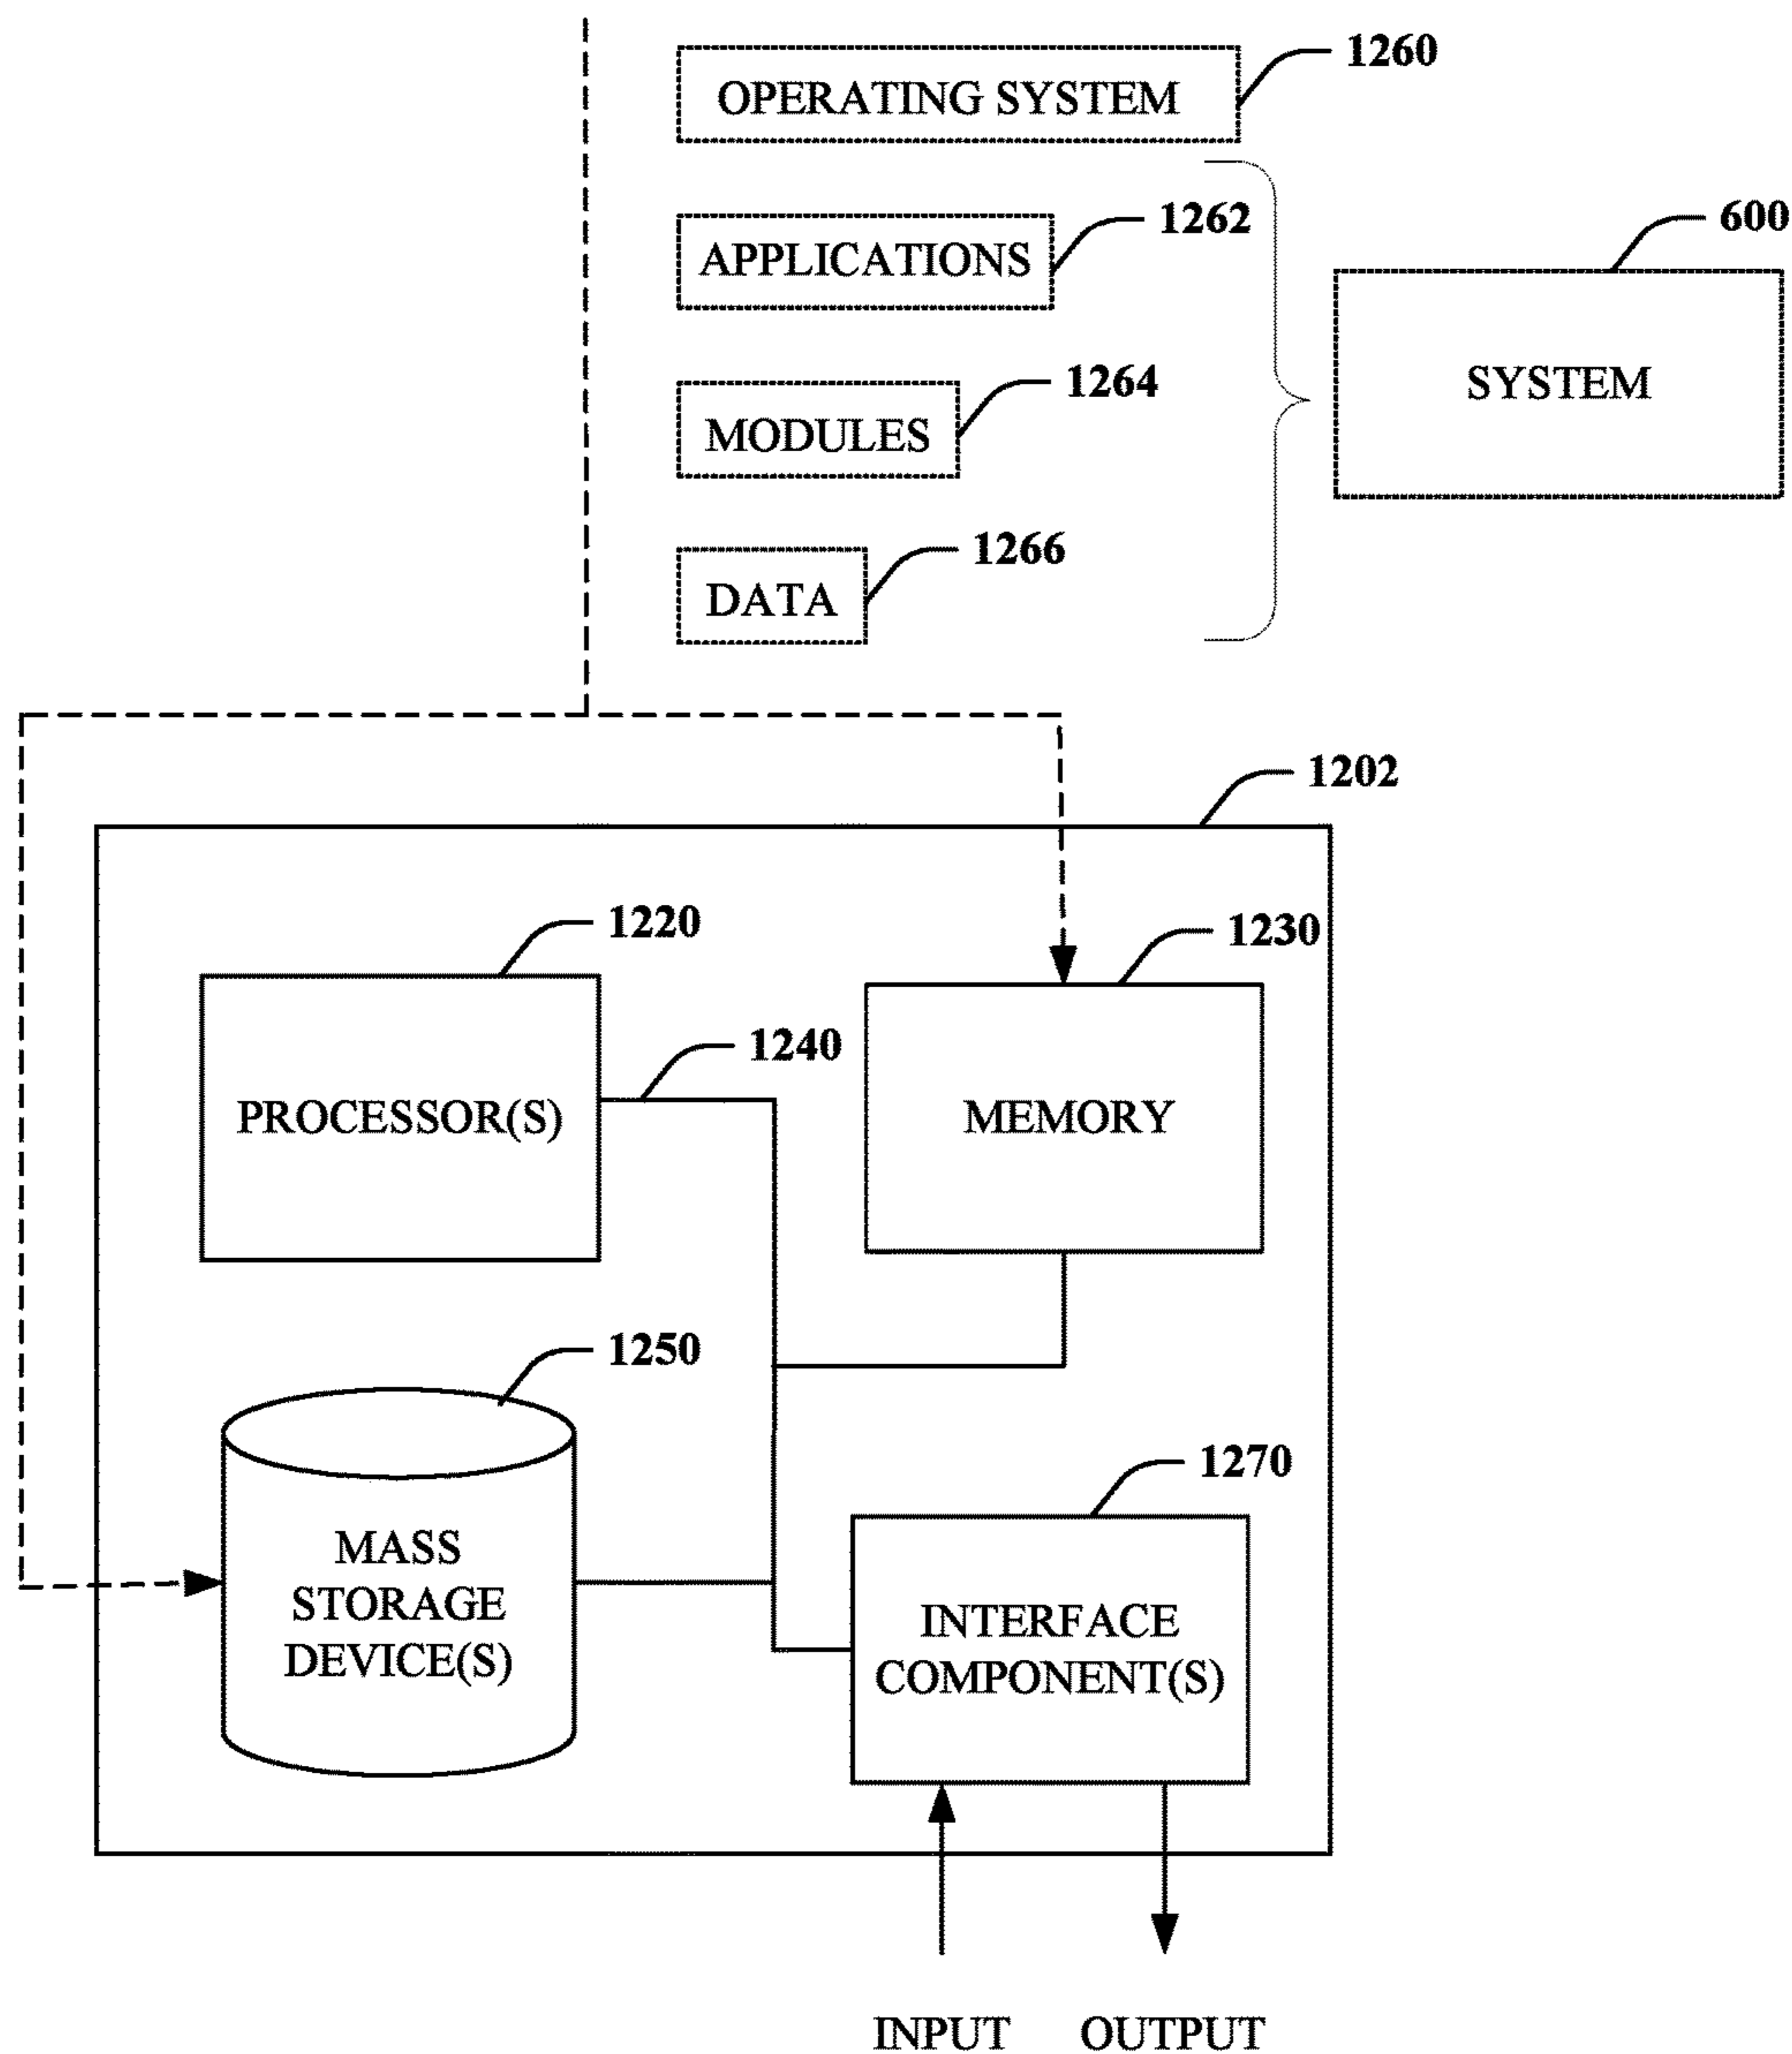 1260
OPERATING SYSTEM
1262
APPLICATIONS
600
SYSTEM
1264
MODULES
1266
DATA
1202
1220
PROCESSOR(S)
1230
MEMORY
1240
1250
MASS
STORAGE
DEVICE(S)
1270
INTERFACE
COMPONENT(S)
INPUT
OUTPUT